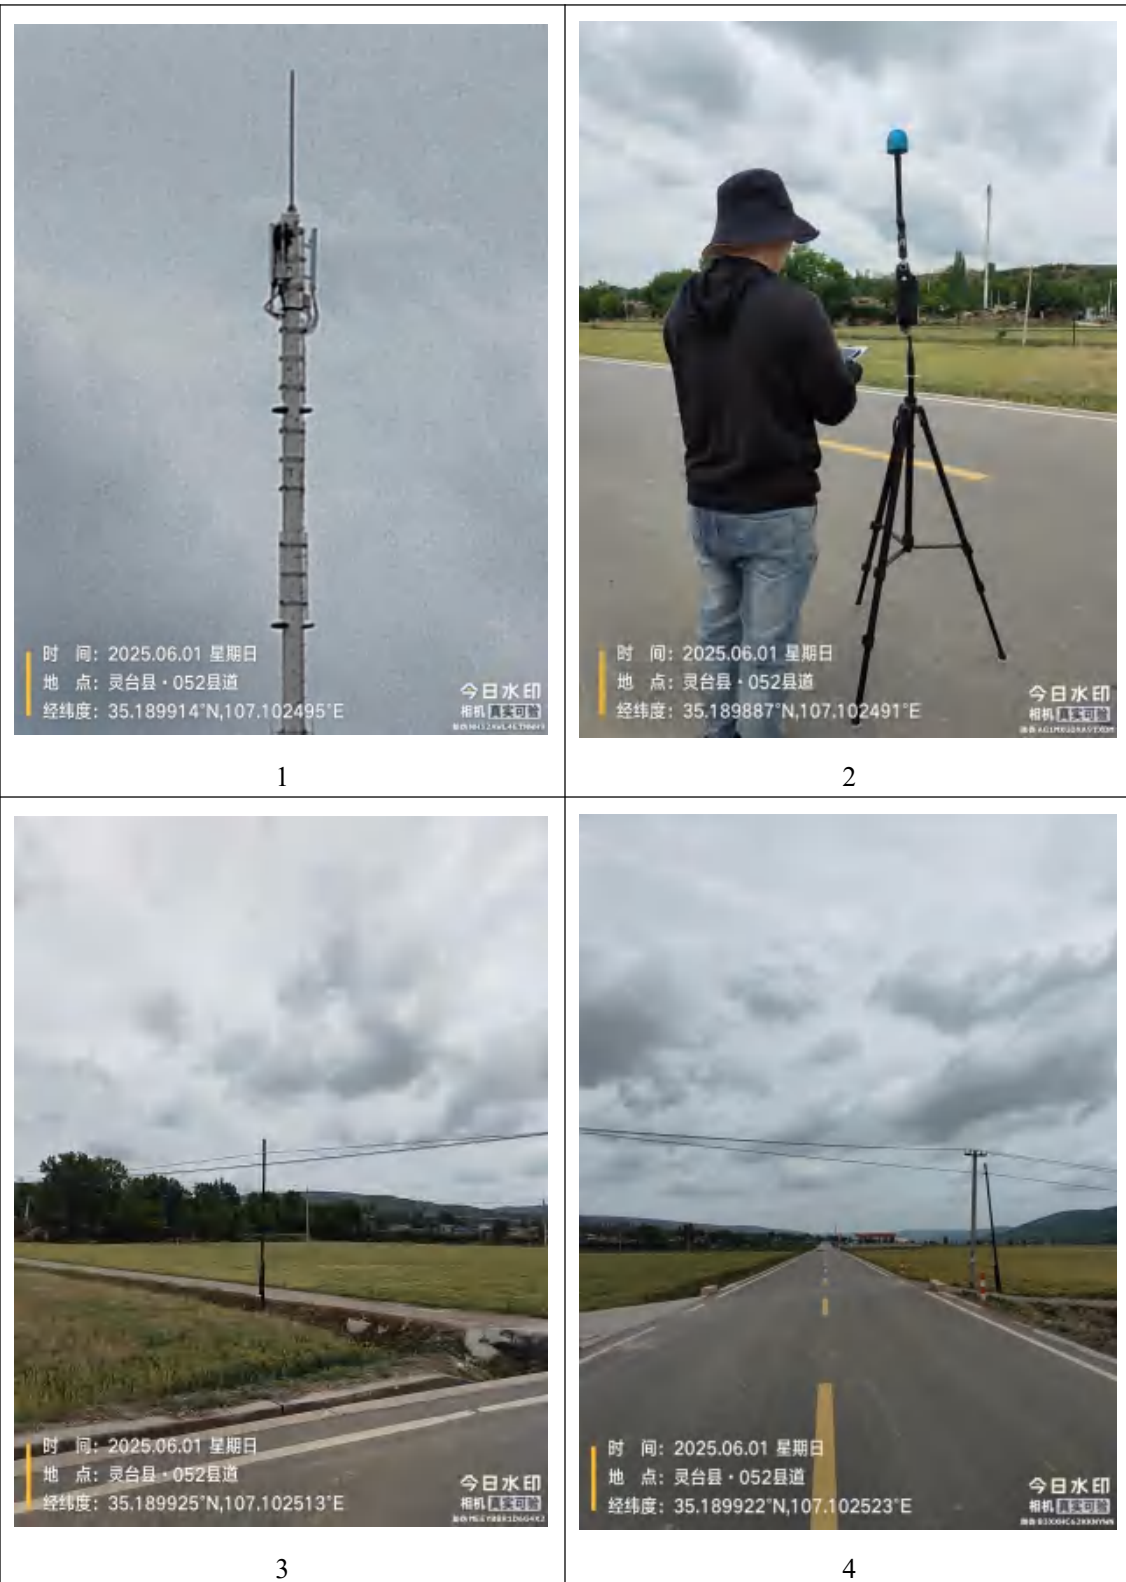 时 间：2025.06.01 星期日
地 点：灵台县·052县道
经纬度：35.189914°N,107.102495°E
今日水印
相机 真实可验
1
时 间：2025.06.01 星期日
地 点：灵台县·052县道
经纬度：35.189887°N,107.102491°E
今日水印
相机 真实可验
2
时 间：2025.06.01 星期日
地 点：灵台县·052县道
经纬度：35.189925°N,107.102513°E
今日水印
相机 真实可验
3
时 间：2025.06.01 星期日
地 点：灵台县·052县道
经纬度：35.189922°N,107.102523°E
今日水印
相机 真实可验
4